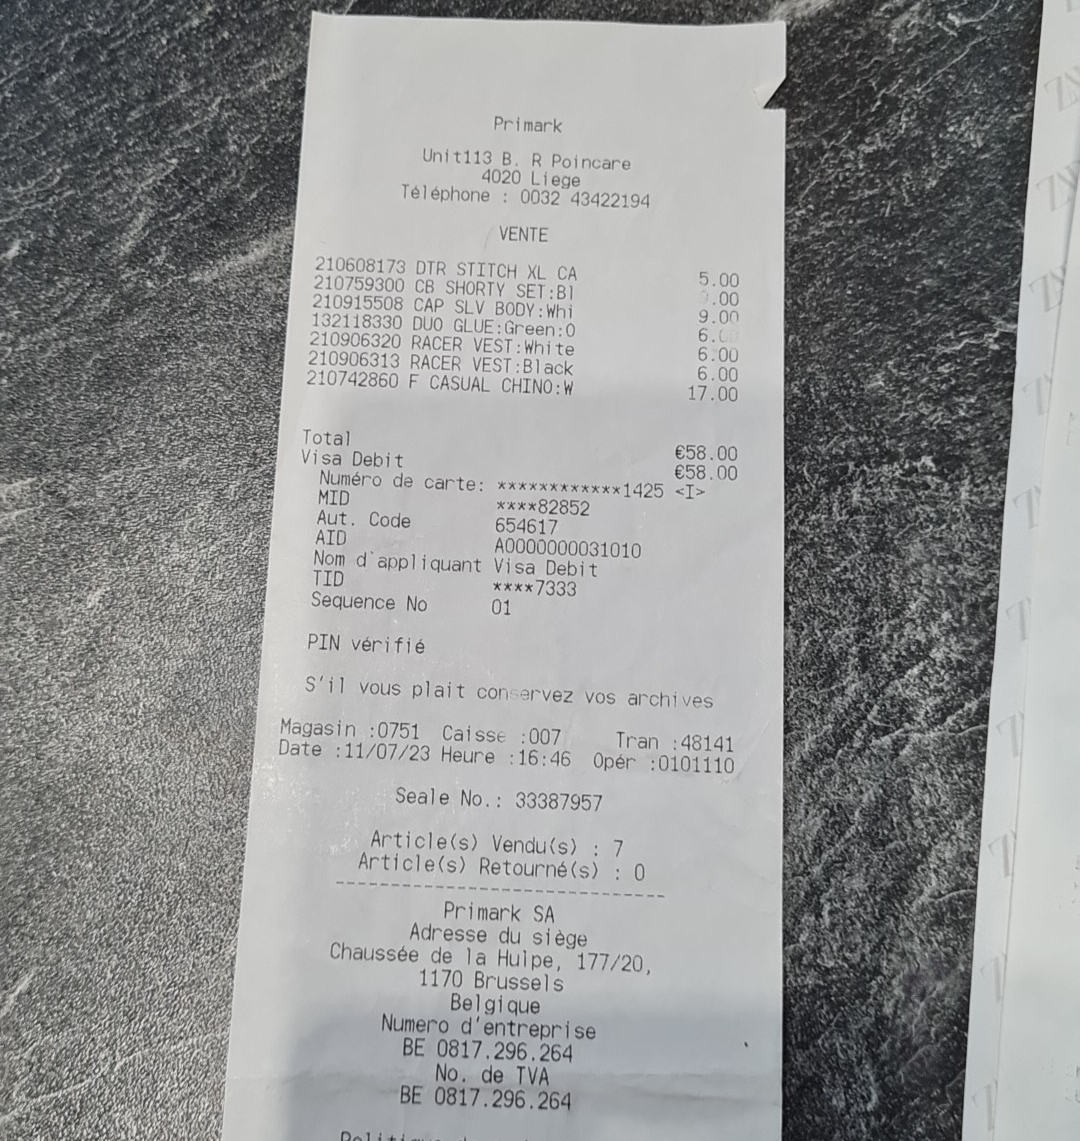 Primark
Unit113 B. R Poincare
4020 Liege
Téléphone : 0032 43422194
VENTE
210608173 DTR STITCH XL CA 5.00
210759300 CB SHORTY SET:Bl
210915508 CAP SLV BODY:Whi 9.00
132118330 DUO GLUE:Green:O
210906320 RACER VEST:White 6.00
210906313 RACER VEST:Black 6.00
210742860 F CASUAL CHINO:W 17.00
Total €58.00
Visa Debit €58.00
Numéro de carte: ************1425 <I>
MID ****82852
Aut. Code 654617
AID A0000000031010
Nom d`appliquant Visa Debit
TID ****7333
Sequence No 01
PIN vérifié
S'il vous plait conservez vos archives
Magasin :0751 Caisse :007 Tran :48141
Date :11/07/23 Heure :16:46 Opér :0101110
Seale No.: 33387957
Article(s) Vendu(s) : 7
Article(s) Retourné(s) : 0
--------------------------
Primark SA
Adresse du siège
Chaussée de la Hulpe, 177/20,
1170 Brussels
Belgique
Numero d'entreprise
BE 0817.296.264
No. de TVA
BE 0817.296.264